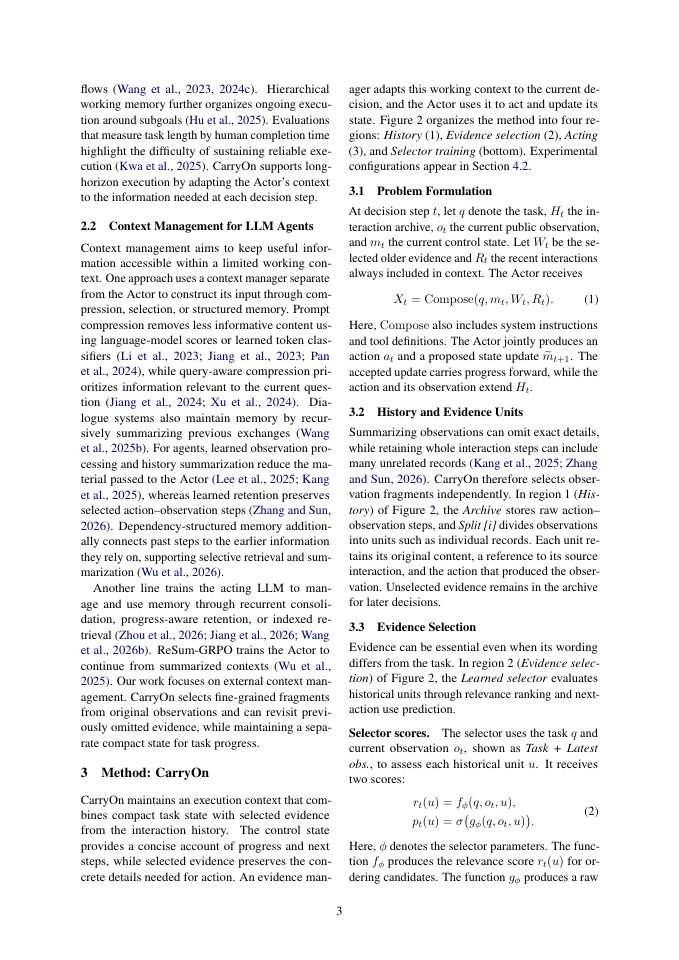 flows (Wang et al., 2023, 2024c). Hierarchical
working memory further organizes ongoing execu-
tion around subgoals (Hu et al., 2025). Evaluations
that measure task length by human completion time
highlight the difficulty of sustaining reliable exe-
cution (Kwa et al., 2025). CarryOn supports long-
horizon execution by adapting the Actor's context
to the information needed at each decision step.
2.2 Context Management for LLM Agents
Context management aims to keep useful infor-
mation accessible within a limited working con-
text. One approach uses a context manager separate
from the Actor to construct its input through com-
pression, selection, or structured memory. Prompt
compression removes less informative content us-
ing language-model scores or learned token clas-
sifiers (Li et al., 2023; Jiang et al., 2023; Pan
et al., 2024), while query-aware compression pri-
oritizes information relevant to the current ques-
tion (Jiang et al., 2024; Xu et al., 2024). Dia-
logue systems also maintain memory by recur-
sively summarizing previous exchanges (Wang
et al., 2025b). For agents, learned observation pro-
cessing and history summarization reduce the ma-
terial passed to the Actor (Lee et al., 2025; Kang
et al., 2025), whereas learned retention preserves
selected action–observation steps (Zhang and Sun,
2026). Dependency-structured memory addition-
ally connects past steps to the earlier information
they rely on, supporting selective retrieval and sum-
marization (Wu et al., 2026).
Another line trains the acting LLM to man-
age and use memory through recurrent consoli-
dation, progress-aware retention, or indexed re-
trieval (Zhou et al., 2026; Jiang et al., 2026; Wang
et al., 2026b). ReSum-GRPO trains the Actor to
continue from summarized contexts (Wu et al.,
2025). Our work focuses on external context man-
agement. CarryOn selects fine-grained fragments
from original observations and can revisit previ-
ously omitted evidence, while maintaining a sepa-
rate compact state for task progress.
3 Method: CarryOn
CarryOn maintains an execution context that com-
bines compact task state with selected evidence
from the interaction history. The control state
provides a concise account of progress and next
steps, while selected evidence preserves the con-
crete details needed for action. An evidence man-
ager adapts this working context to the current de-
cision, and the Actor uses it to act and update its
state. Figure 2 organizes the method into four re-
gions: History (1), Evidence selection (2), Acting
(3), and Selector training (bottom). Experimental
configurations appear in Section 4.2.
3.1 Problem Formulation
At decision step t, let q denote the task, H_t the in-
teraction archive, o_t the current public observation,
and m_t the current control state. Let W_t be the se-
lected older evidence and R_t the recent interactions
always included in context. The Actor receives
X_t = Compose(q, m_t, W_t, R_t). (1)
Here, Compose also includes system instructions
and tool definitions. The Actor jointly produces an
action a_t and a proposed state update m̃_{t+1}. The
accepted update carries progress forward, while the
action and its observation extend H_t.
3.2 History and Evidence Units
Summarizing observations can omit exact details,
while retaining whole interaction steps can include
many unrelated records (Kang et al., 2025; Zhang
and Sun, 2026). CarryOn therefore selects obser-
vation fragments independently. In region 1 (His-
tory) of Figure 2, the Archive stores raw action–
observation steps, and Split [i] divides observations
into units such as individual records. Each unit re-
tains its original content, a reference to its source
interaction, and the action that produced the obser-
vation. Unselected evidence remains in the archive
for later decisions.
3.3 Evidence Selection
Evidence can be essential even when its wording
differs from the task. In region 2 (Evidence selec-
tion) of Figure 2, the Learned selector evaluates
historical units through relevance ranking and next-
action use prediction.
Selector scores. The selector uses the task q and
current observation o_t, shown as Task + Latest
obs., to assess each historical unit u. It receives
two scores:
r_t(u) = f_ϕ(q, o_t, u),
p_t(u) = σ(g_ϕ(q, o_t, u)). (2)
Here, ϕ denotes the selector parameters. The func-
tion f_ϕ produces the relevance score r_t(u) for or-
dering candidates. The function g_ϕ produces a raw
3